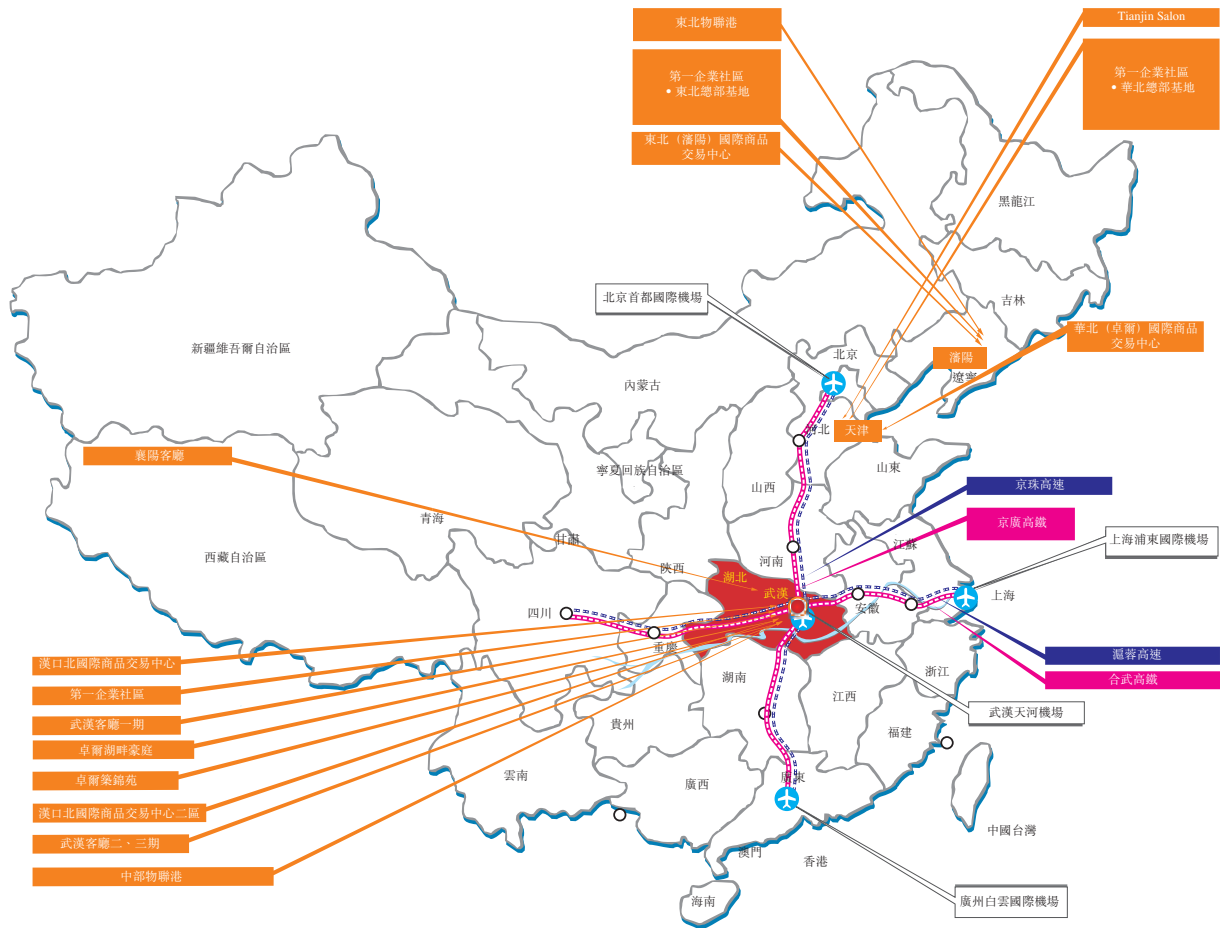 東北物聯港
第一企業社區
• 東北總部基地
東北（瀋陽）國際商品
交易中心
Tianjin Salon
第一企業社區
• 華北總部基地
黑龍江
吉林
北京首都國際機場
華北（卓爾）國際商品
交易中心
新疆維吾爾自治區
北京
瀋陽
遼寧
內蒙古
天津
河北
襄陽客廳
寧夏回族自治區
山西
山東
京珠高速
京廣高鐵
青海
甘肅
西藏自治區
陝西
河南
江蘇
上海浦東國際機場
湖北
武漢
四川
安徽
上海
重慶
漢口北國際商品交易中心
滬蓉高速
合武高鐵
湖南
浙江
江西
第一企業社區
武漢天河機場
武漢客廳一期
貴州
福建
卓爾湖畔豪庭
卓爾築錦苑
雲南
廣西
廣東
漢口北國際商品交易中心二區
中國台灣
武漢客廳二、三期
澳門
香港
中部物聯港
海南
廣州白雲國際機場